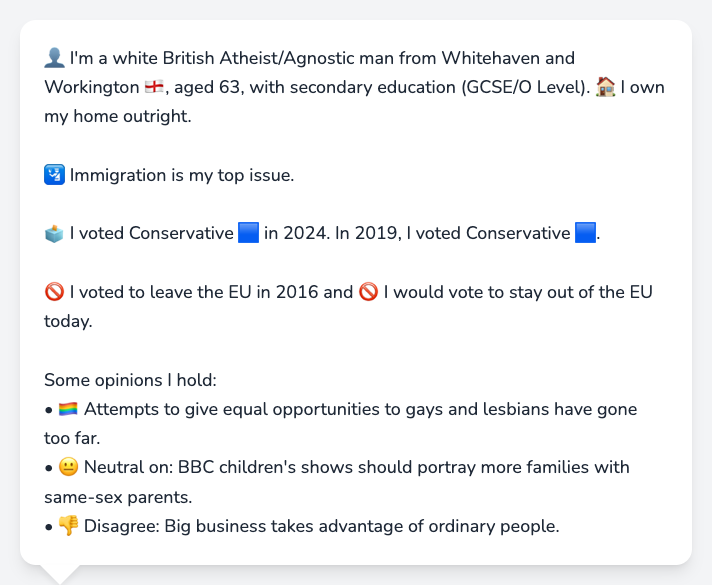 👤 I'm a white British Atheist/Agnostic man from Whitehaven and
Workington 🏴󠁧󠁢󠁥󠁮󠁧󠁿, aged 63, with secondary education (GCSE/O Level). 🏠 I own
my home outright.
🛂 Immigration is my top issue.
🗳️ I voted Conservative 🟦 in 2024. In 2019, I voted Conservative 🟦.
🚫 I voted to leave the EU in 2016 and 🚫 I would vote to stay out of the EU
today.
Some opinions I hold:
• 🏳️‍🌈 Attempts to give equal opportunities to gays and lesbians have gone
too far.
• 😐 Neutral on: BBC children's shows should portray more families with
same-sex parents.
• 👎 Disagree: Big business takes advantage of ordinary people.